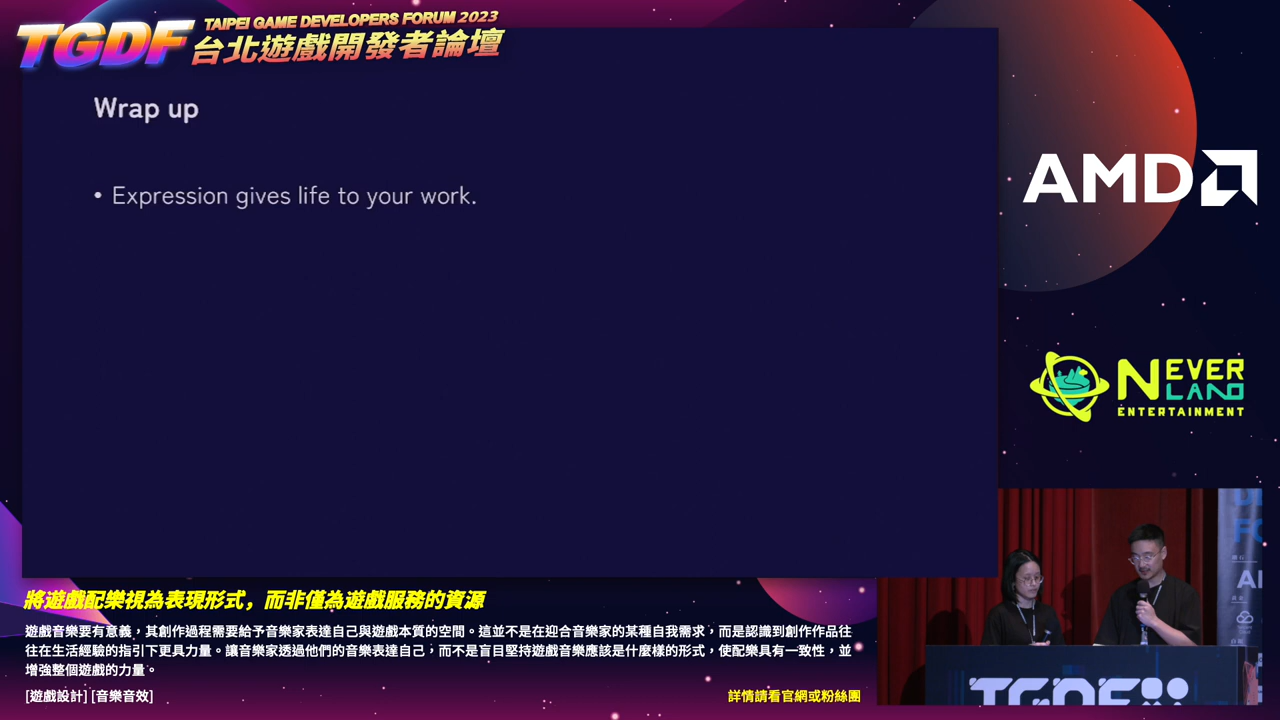 TGDF
TAIPEI GAME DEVELOPERS FORUM 2023
台北遊戲開發者論壇
Wrap up
• Expression gives life to your work.
AMD
NEVER
LAND
ENTERTAINMENT
將遊戲配樂視為表現形式，而非僅為遊戲服務的資源
遊戲音樂要有意義，其創作過程需要給予音樂家表達自己與遊戲本質的空間。這並不是在迎合音樂家的某種自我需求，而是認識到創作作品往
往在生活經驗的指引下更具力量。讓音樂家透過他們的音樂表達自己，而不是盲目堅持遊戲音樂應該是什麼樣的形式，使配樂具有一致性，並
增強整個遊戲的力量。
[遊戲設計] [音樂音效]
詳情請看官網或粉絲團
TGDF